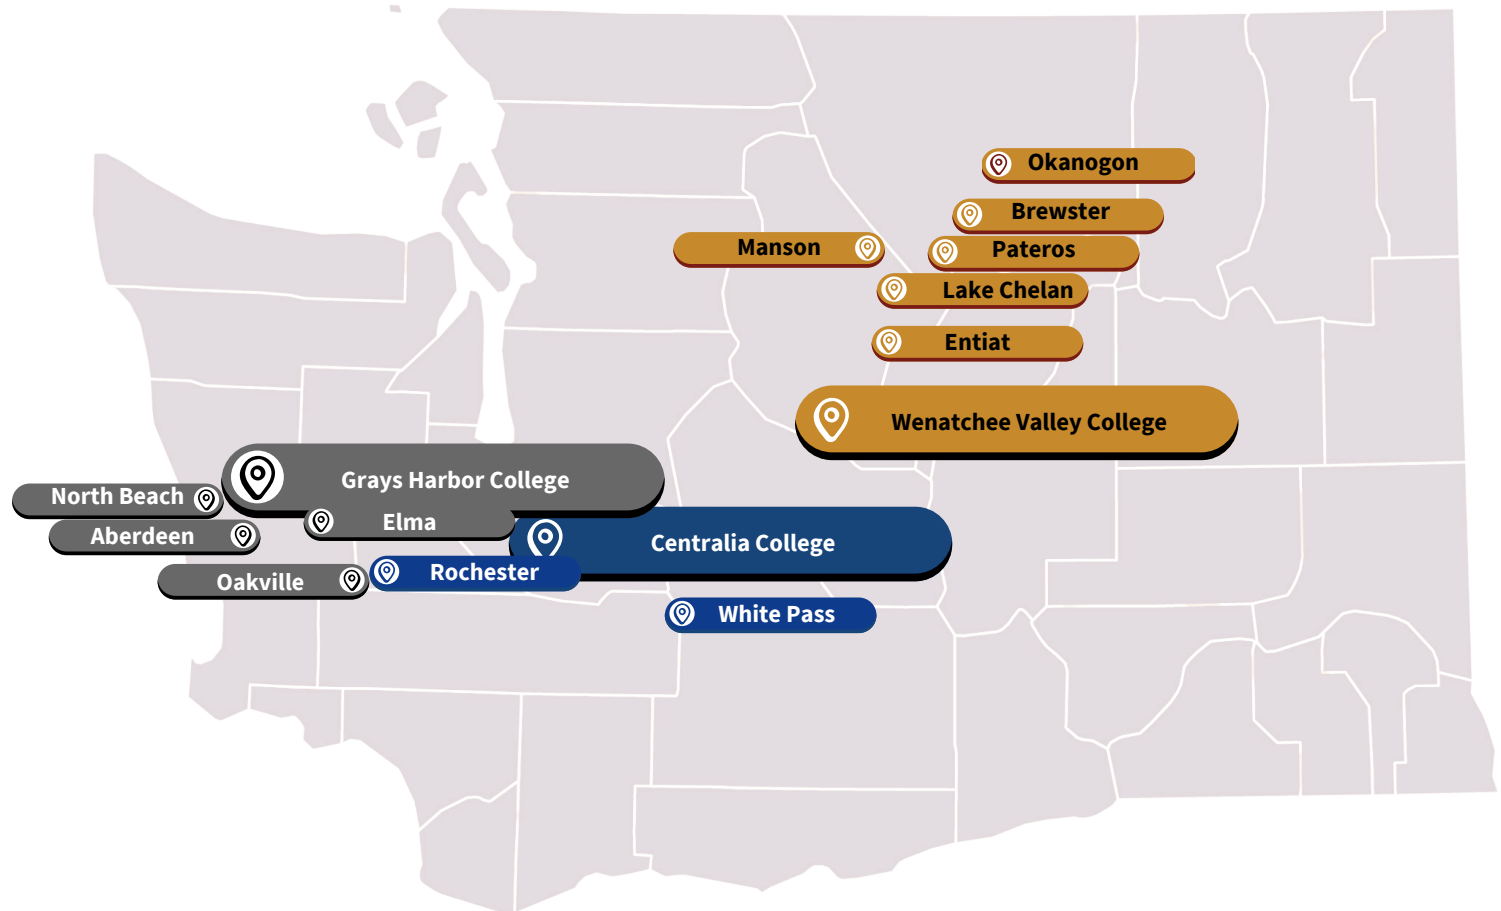 Okanogon
Brewster
Manson
Pateros
Lake Chelan
Entiat
Wenatchee Valley College
Grays Harbor College
North Beach
Elma
Aberdeen
Centralia College
Rochester
Oakville
White Pass